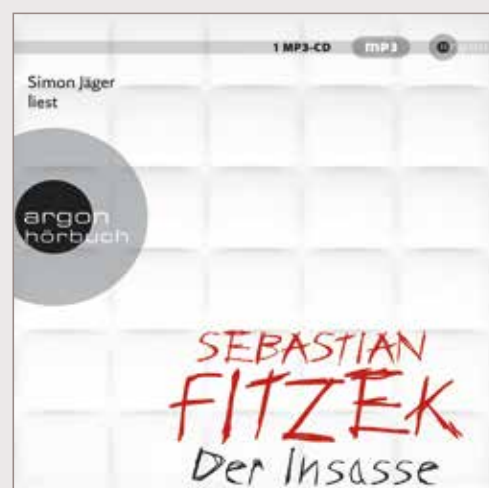 1 MP3-CD mp3
Simon Jäger
liest
argon
hörbuch
SEBASTIAN
FITZEK
Der Insasse